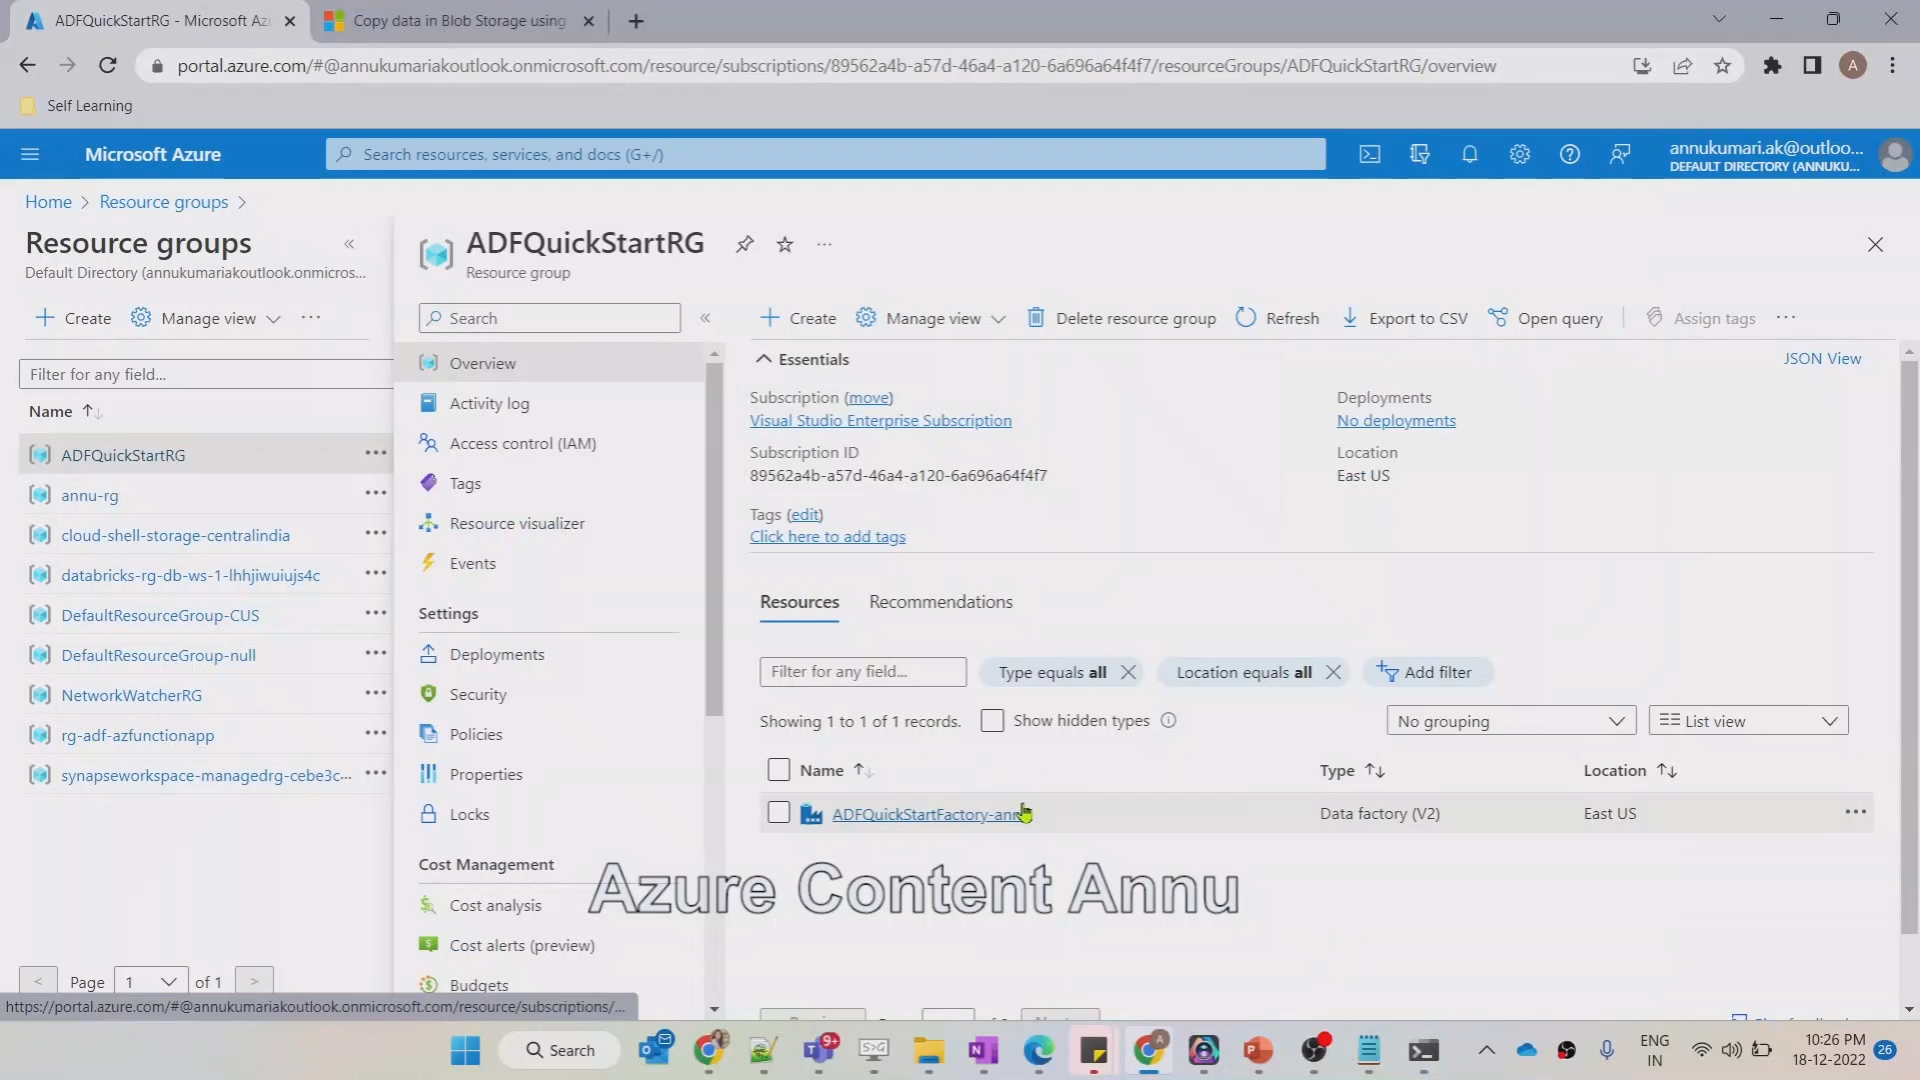 ADFQuickStartRG - Microsoft Az
Copy data in Blob Storage using
portal.azure.com/#@annukumariakoutlook.onmicrosoft.com/resource/subscriptions/89562a4b-a57d-46a4-a120-6a696a64f4f7/resourceGroups/ADFQuickStartRG/overview
A
Self Learning
Microsoft Azure
Search resources, services, and docs (G+/)
annukumari.ak@outloo...
DEFAULT DIRECTORY (ANNUKU...
Home > Resource groups >
Resource groups
Default Directory (annukumariakoutlook.onmicros...
Create
Manage view
Filter for any field...
Name
ADFQuickStartRG
annu-rg
cloud-shell-storage-centralindia
databricks-rg-db-ws-1-lhhjiwuiujs4c
DefaultResourceGroup-CUS
DefaultResourceGroup-null
NetworkWatcherRG
rg-adf-azfunctionapp
synapseworkspace-managedrg-cebe3c...
< Page 1 of 1 >
https://portal.azure.com/#@annukumariakoutlook.onmicrosoft.com/resource/subscriptions/...
ADFQuickStartRG
Resource group
Search
Overview
Activity log
Access control (IAM)
Tags
Resource visualizer
Events
Settings
Deployments
Security
Policies
Properties
Locks
Cost Management
Cost analysis
Cost alerts (preview)
Budgets
Create
Manage view
Delete resource group
Refresh
Export to CSV
Open query
Assign tags
Essentials
JSON View
Subscription (move)
Visual Studio Enterprise Subscription
Subscription ID
89562a4b-a57d-46a4-a120-6a696a64f4f7
Tags (edit)
Click here to add tags
Deployments
No deployments
Location
East US
Resources
Recommendations
Filter for any field...
Type equals all
Location equals all
Add filter
Showing 1 to 1 of 1 records.
Show hidden types
No grouping
List view
Name
Type
Location
ADFQuickStartFactory-ann
Data factory (V2)
East US
Azure Content Annu
Search
9+
ENG
IN
10:26 PM
18-12-2022
26